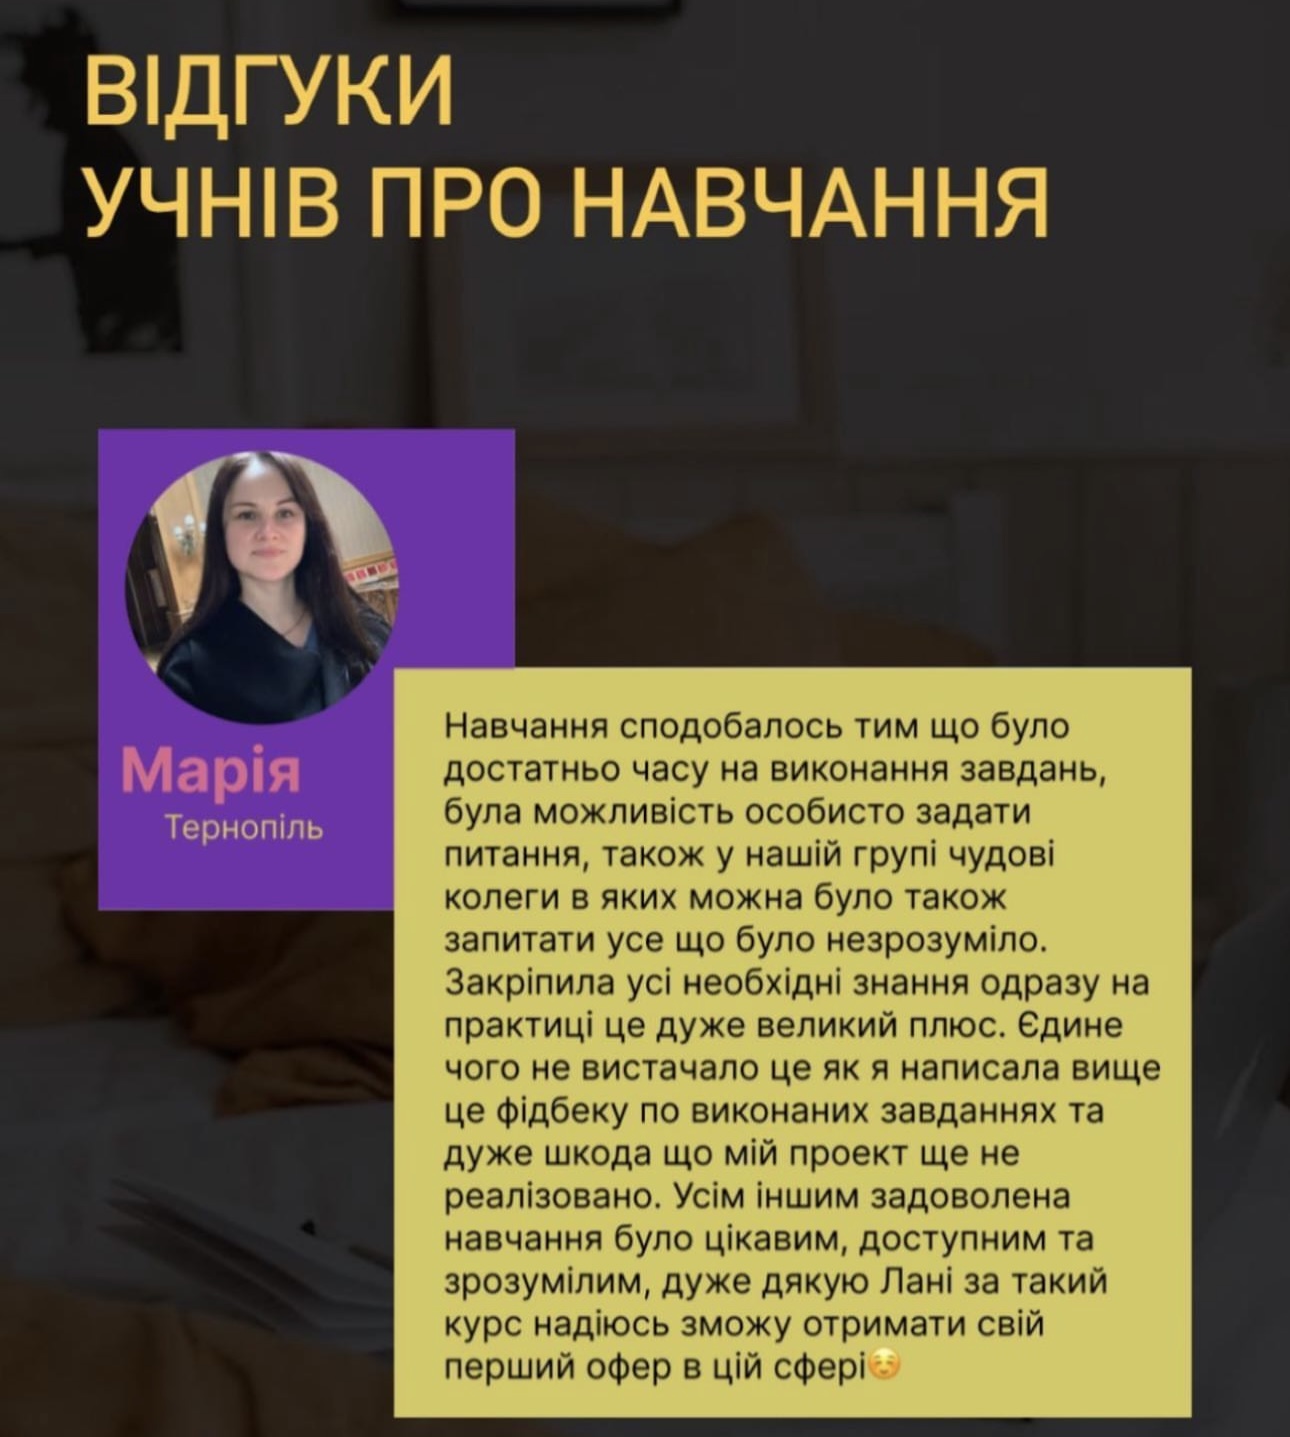 ВІДГУКИ
УЧНІВ ПРО НАВЧАННЯ
Марія
Тернопіль
Навчання сподобалось тим що було
достатньо часу на виконання завдань,
була можливість особисто задати
питання, також у нашій групі чудові
колеги в яких можна було також
запитати усе що було незрозуміло.
Закріпила усі необхідні знання одразу на
практиці це дуже великий плюс. Єдине
чого не вистачало це як я написала вище
це фідбеку по виконаних завданнях та
дуже шкода що мій проект ще не
реалізовано. Усім іншим задоволена
навчання було цікавим, доступним та
зрозумілим, дуже дякую Лані за такий
курс надіюсь зможу отримати свій
перший офер в цій сфері☺️